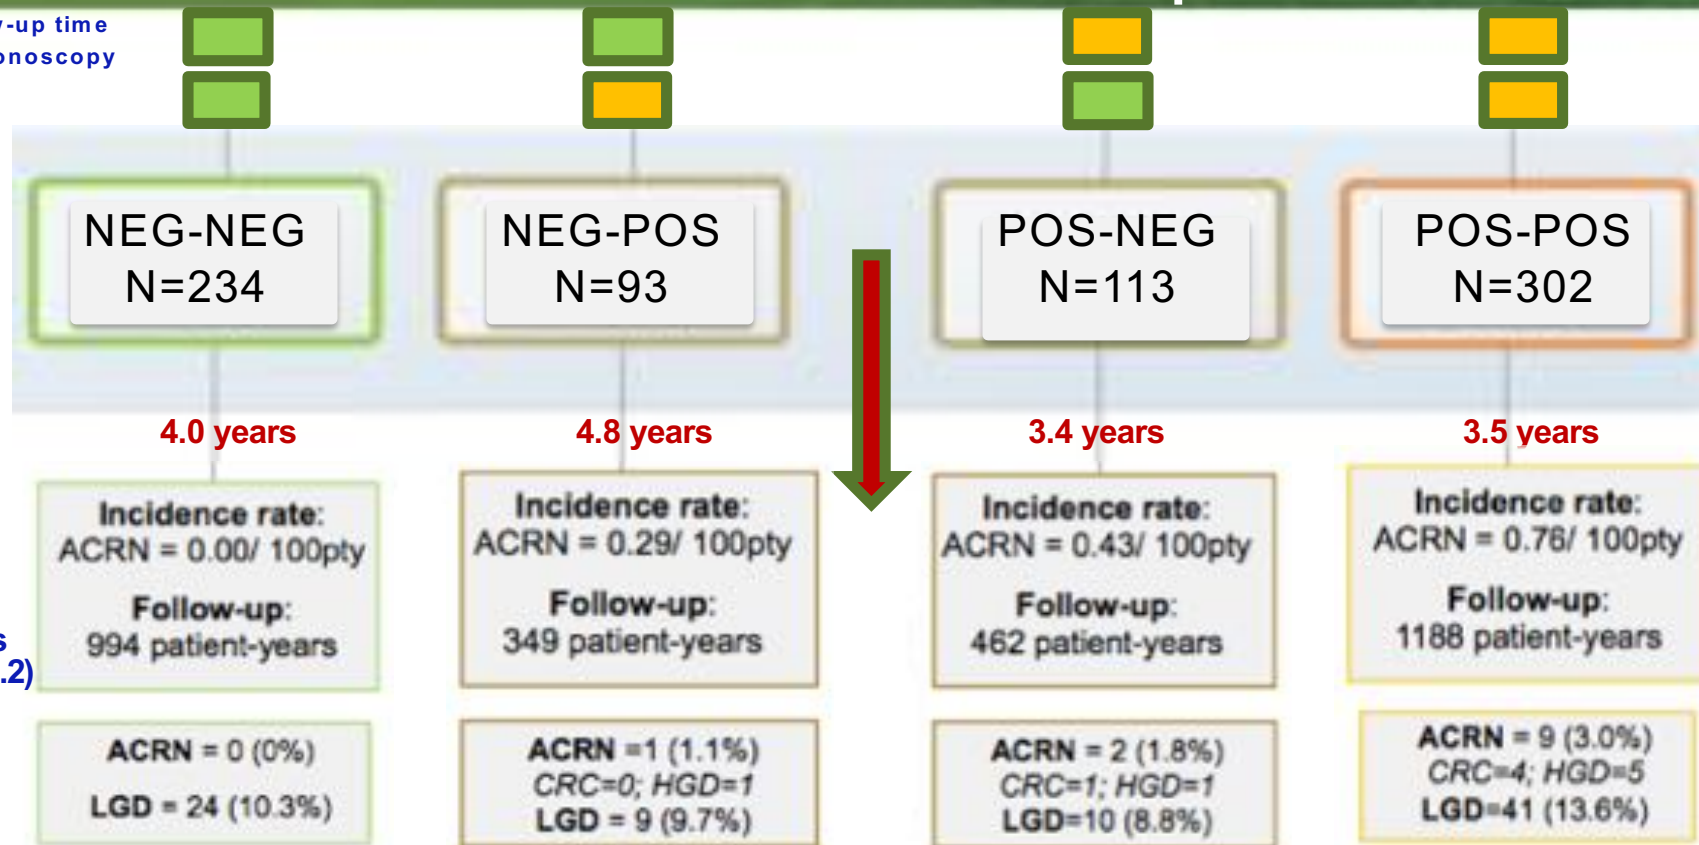 NEG-NEG
N=234
NEG-POS
N=93
POS-NEG
N=113
POS-POS
N=302
4.0 years
4.8 years
3.4 years
3.5 years
Incidence rate:
ACRN = 0.00/ 100pty
Follow-up:
994 patient-years
Incidence rate:
ACRN = 0.29/ 100pty
Follow-up:
349 patient-years
Incidence rate:
ACRN = 0.43/ 100pty
Follow-up:
462 patient-years
Incidence rate:
ACRN = 0.76/ 100pty
Follow-up:
1188 patient-years
.2)
ACRN = 0 (0%)
LGD = 24 (10.3%)
ACRN =1 (1.1%)
CRC=0; HGD=1
LGD = 9 (9.7%)
ACRN = 2 (1.8%)
CRC=1; HGD=1
LGD=10 (8.8%)
ACRN = 9 (3.0%)
CRC=4; HGD=5
LGD=41 (13.6%)